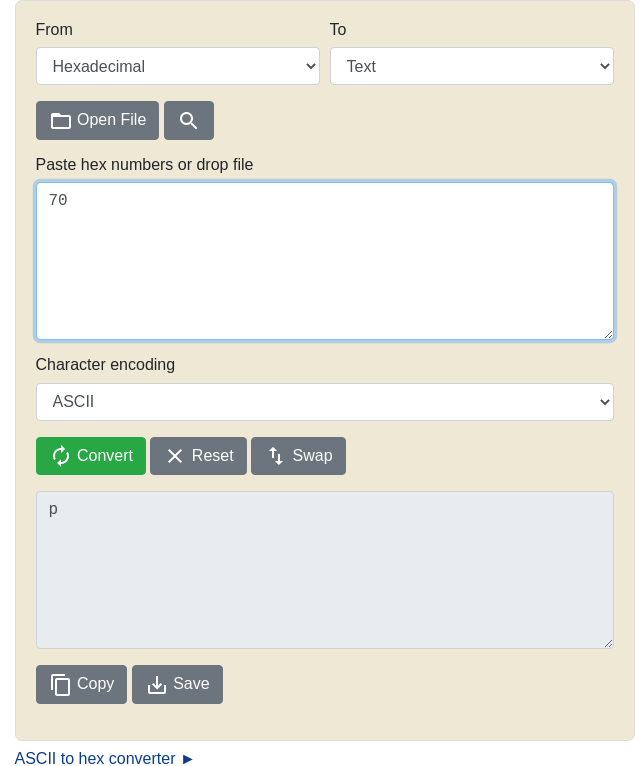 From To
Hexadecimal Text
Open File
Paste hex numbers or drop file
70
Character encoding
ASCII
Convert Reset Swap
p
Copy Save
ASCII to hex converter ►